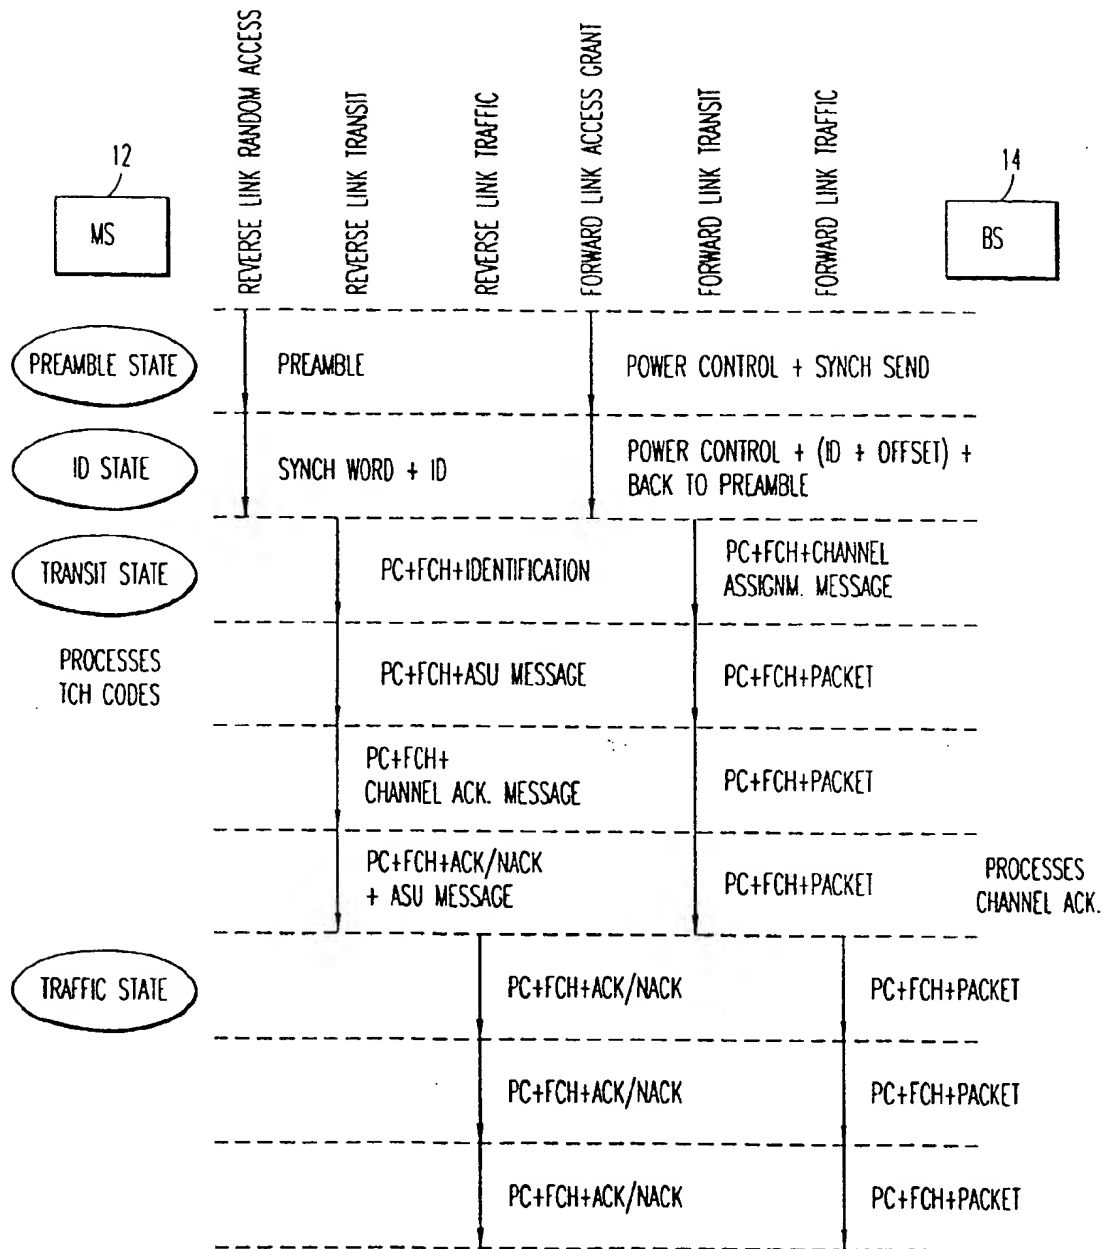 REVERSE LINK RANDOM ACCESS
REVERSE LINK TRANSIT
REVERSE LINK TRAFFIC
FORWARD LINK ACCESS GRANT
FORWARD LINK TRANSIT
FORWARD LINK TRAFFIC
12
MS
14
BS
PREAMBLE STATE
PREAMBLE
POWER CONTROL + SYNCH SEND
ID STATE
SYNCH WORD + ID
POWER CONTROL + (ID + OFFSET) +
BACK TO PREAMBLE
TRANSIT STATE
PC+FCH+IDENTIFICATION
PC+FCH+CHANNEL
ASSIGNM. MESSAGE
PROCESSES
TCH CODES
PC+FCH+ASU MESSAGE
PC+FCH+PACKET
PC+FCH+
CHANNEL ACK. MESSAGE
PC+FCH+PACKET
PC+FCH+ACK/NACK
+ ASU MESSAGE
PC+FCH+PACKET
PROCESSES
CHANNEL ACK.
TRAFFIC STATE
PC+FCH+ACK/NACK
PC+FCH+PACKET
PC+FCH+ACK/NACK
PC+FCH+PACKET
PC+FCH+ACK/NACK
PC+FCH+PACKET